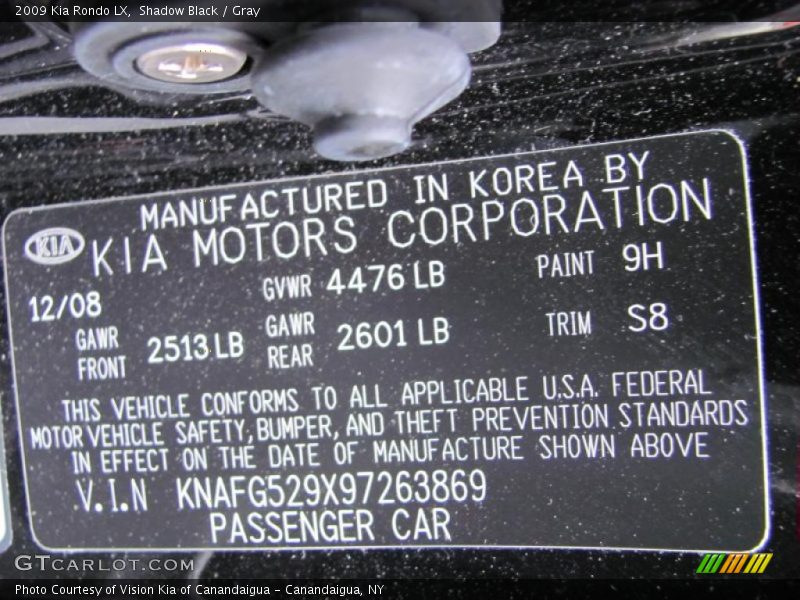 2009 Kia Rondo LX, Shadow Black / Gray
MANUFACTURED IN KOREA BY
KIA KIA MOTORS CORPORATION
12/08 GVWR 4476 LB PAINT 9H
GAWR FRONT 2513 LB GAWR REAR 2601 LB TRIM S8
THIS VEHICLE CONFORMS TO ALL APPLICABLE U.S.A. FEDERAL
MOTOR VEHICLE SAFETY, BUMPER, AND THEFT PREVENTION STANDARDS
IN EFFECT ON THE DATE OF MANUFACTURE SHOWN ABOVE
V.I.N KNAFG529X97263869
PASSENGER CAR
GTCARLOT.COM
Photo Courtesy of Vision Kia of Canandaigua - Canandaigua, NY